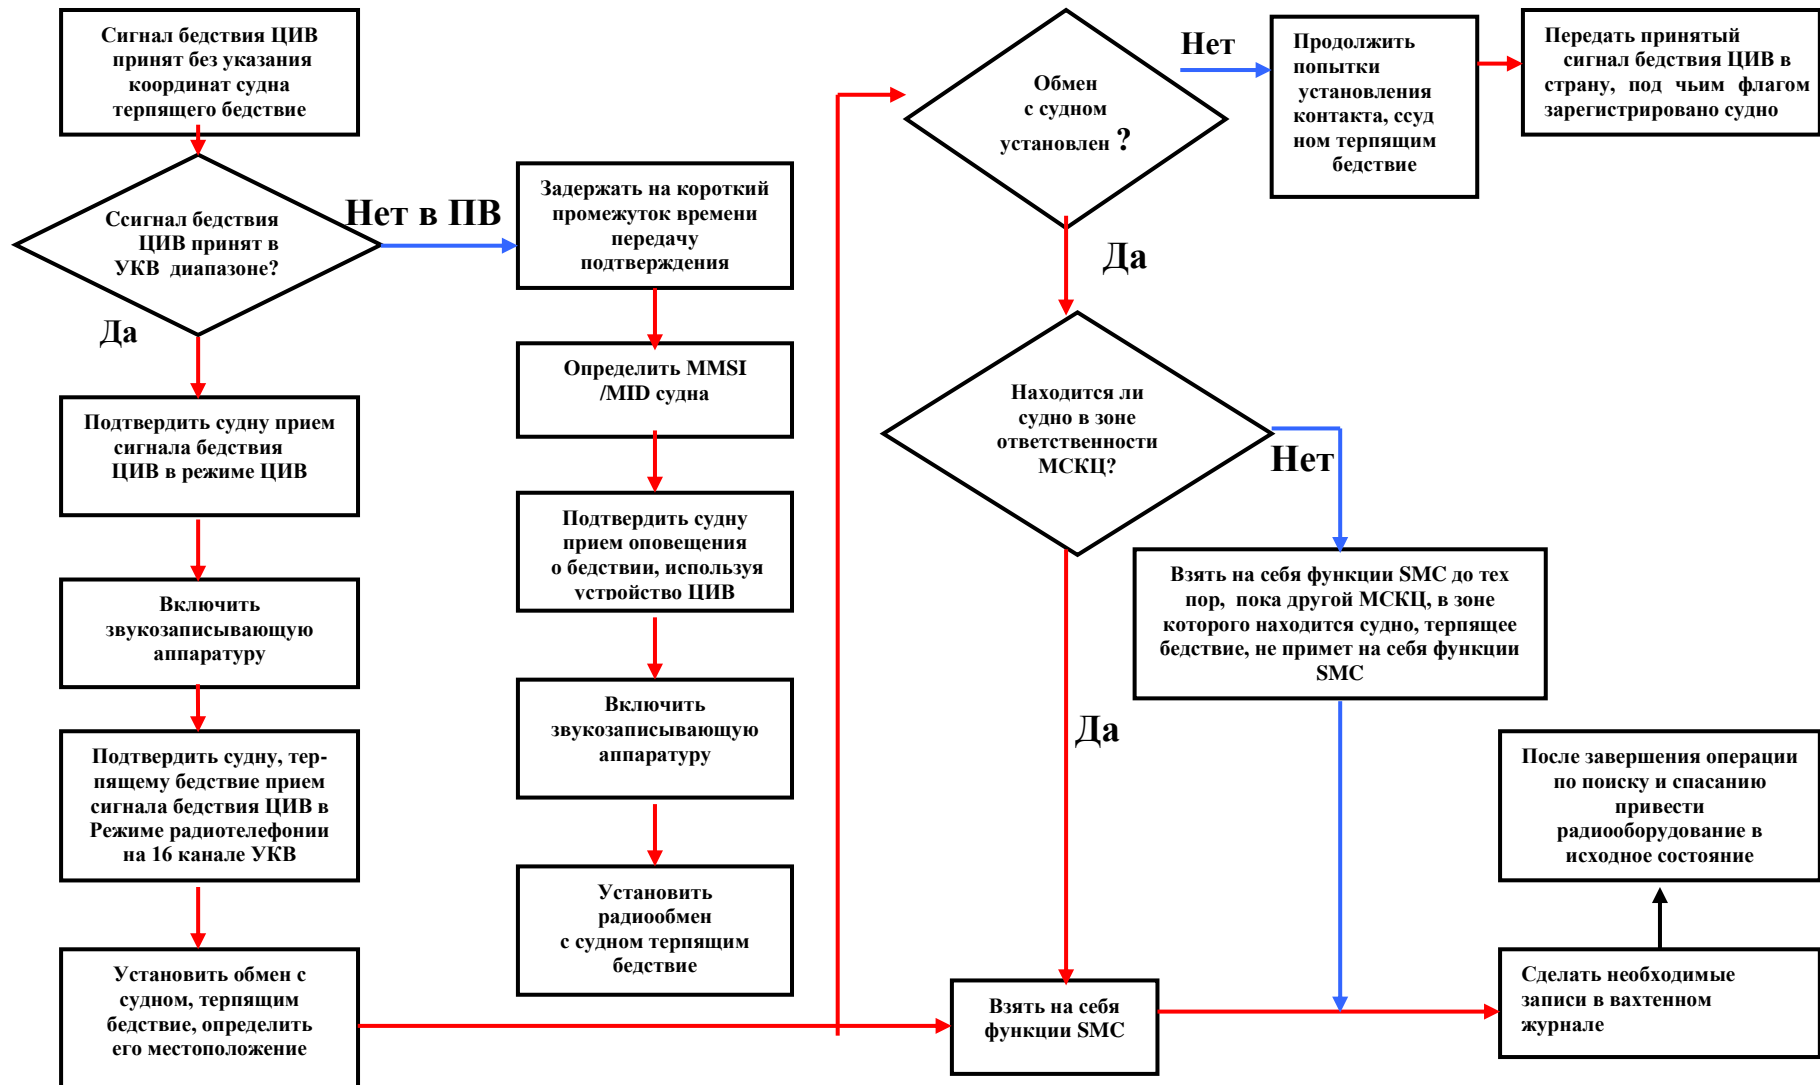 Сигнал бедствия ЦИВ
принят без указания
координат судна
терпящего бедствие
Ссигнал бедствия
ЦИВ принят в
УКВ диапазоне?
Нет в ПВ
Да
Подтвердить судну прием
сигнала бедствия
ЦИВ в режиме ЦИВ
Включить
звукозаписывающую
аппаратуру
Подтвердить судну, тер-
пящему бедствие прием
сигнала бедствия ЦИВ в
Режиме радиотелефонии
на 16 канале УКВ
Установить обмен с
судном, терпящим
бедствие, определить
его местоположение
Задержать на короткий
промежуток времени
передачу
подтверждения
Определить MMSI
/MID судна
Подтвердить судну
прием оповещения
о бедствии, используя
устройство ЦИВ
Включить
звукозаписывающую
аппаратуру
Установить
радиообмен
с судном терпящим
бедствие
Обмен
с судном
установлен ?
Нет
Продолжить
попытки
установления
контакта, ссуд
ном терпящим
бедствие
Передать принятый
сигнал бедствия ЦИВ в
страну, под чьим флагом
зарегистрировано судно
Да
Находится ли
судно в зоне
ответственности
МСКЦ?
Нет
Взять на себя функции SMC до тех
пор, пока другой МСКЦ, в зоне
которого находится судно, терпящее
бедствие, не примет на себя функции
SMC
Да
Взять на себя
функции SMC
Сделать необходимые
записи в вахтенном
журнале
После завершения операции
по поиску и спасанию
привести
радиооборудование в
исходное состояние